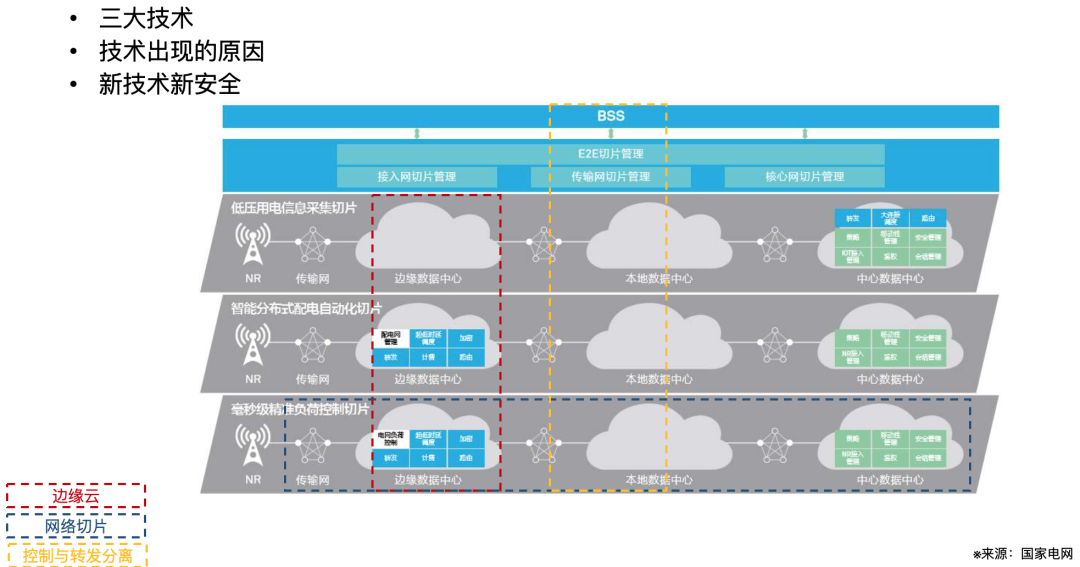 • 三大技术
• 技术出现的原因
• 新技术新安全
BSS
E2E切片管理
接入网切片管理 传输网切片管理 核心网切片管理
低压用电信息采集切片
转发 大连接调度 路由
策略 移动性管理 安全管理
IOT接入管理 鉴权 会话管理
NR 传输网 边缘数据中心 本地数据中心 中心数据中心
智能分布式配电自动化切片
配电网管理 超低时延调度 加密
转发 计费 路由
策略 移动性管理 安全管理
NR接入管理 鉴权 会话管理
NR 传输网 边缘数据中心 本地数据中心 中心数据中心
毫秒级精准负荷控制切片
电网负荷控制 超低时延调度 加密
转发 计费 路由
策略 移动性管理 安全管理
NR接入管理 鉴权 会话管理
NR 传输网 边缘数据中心 本地数据中心 中心数据中心
边缘云
网络切片
控制与转发分离
※来源：国家电网